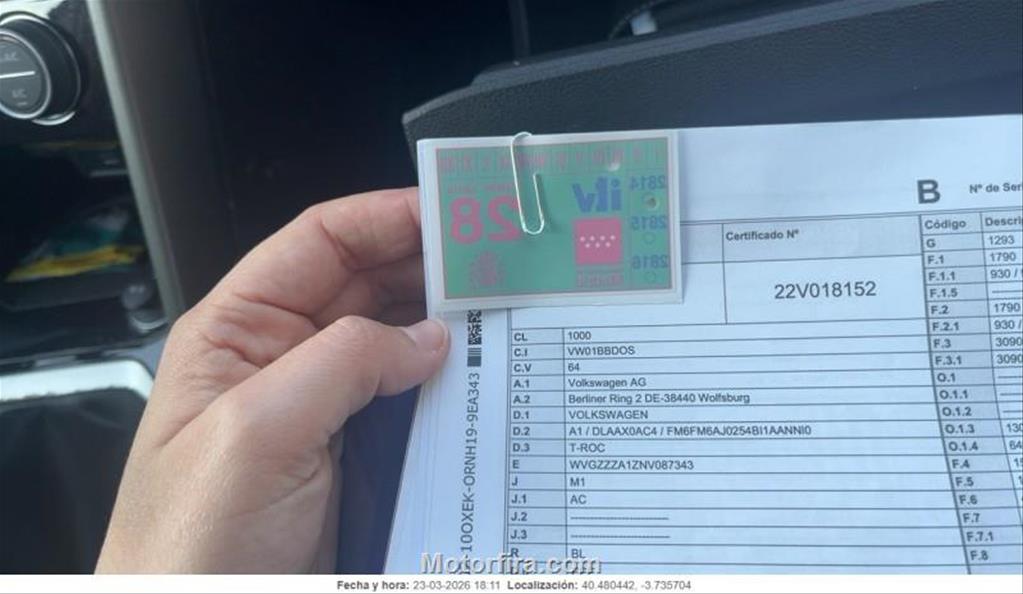 28
itv
2814
2815
2816
B Nº de Seri
Certificado Nº
22V018152
Código Descri
G 1293
F.1 1790
F.1.1 930 /
F.1.5
F.2 1790
F.2.1 930 /
F.3 3090
F.3.1 3090
O.1
O.1.1
O.1.2
O.1.3 130
O.1.4 64
F.4
F.5
F.6
F.7
F.7.1
F.8
CL 1000
C.I VW01BBDOS
C.V 64
A.1 Volkswagen AG
A.2 Berliner Ring 2 DE-38440 Wolfsburg
D.1 VOLKSWAGEN
D.2 A1 / DLAAX0AC4 / FM6FM6AJ0254BI1AANNI0
D.3 T-ROC
E WVGZZZA1ZNV087343
J M1
J.1 AC
J.2 --------------------
J.3 --------------------
R BL
10OXEK-ORNH19-9EA343
Motorfira.com
Fecha y hora: 23-03-2026 18:11 Localización: 40.480442, -3.735704